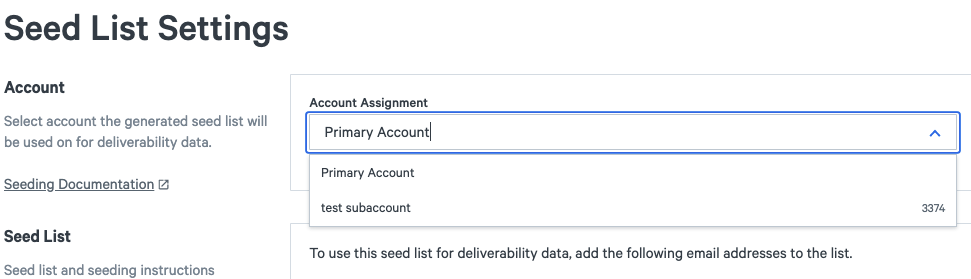 Seed List Settings
Account
Select account the generated seed list will
be used on for deliverability data.
Seeding Documentation
Account Assignment
Primary Account
Primary Account
test subaccount 3374
Seed List
Seed list and seeding instructions
To use this seed list for deliverability data, add the following email addresses to the list.